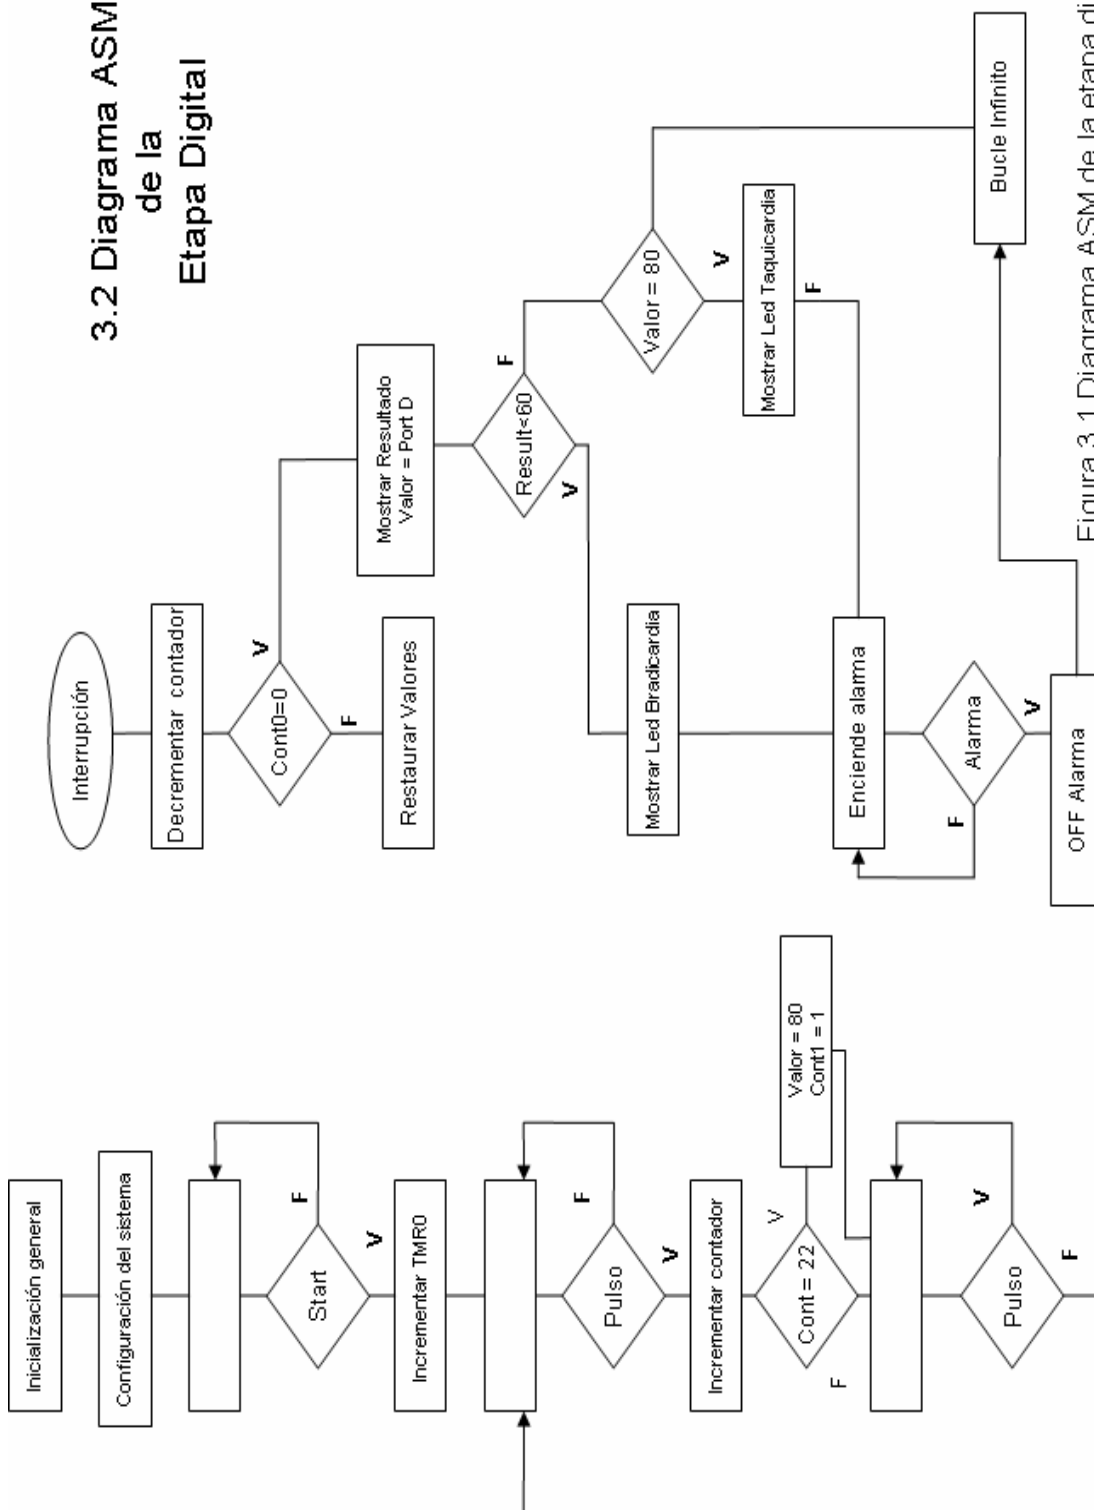 3.2 Diagrama ASM
de la
Etapa Digital
Inicialización general
Configuración del sistema
Start
F
V
Incrementar TMR0
Pulso
F
V
Incrementar contador
Cont = 22
V
F
Valor = 80
Cont1 = 1
Pulso
V
F
Interrupción
Decrementar contador
Cont0=0
V
F
Restaurar Valores
Mostrar Resultado
Valor = Port D
Result<60
F
V
Mostrar Led Bradicardia
Valor = 80
V
Mostrar Led Taquicardia
F
Enciende alarma
Alarma
F
V
OFF Alarma
Bucle Infinito
Figura 3.1 Diagrama ASM de la etapa di